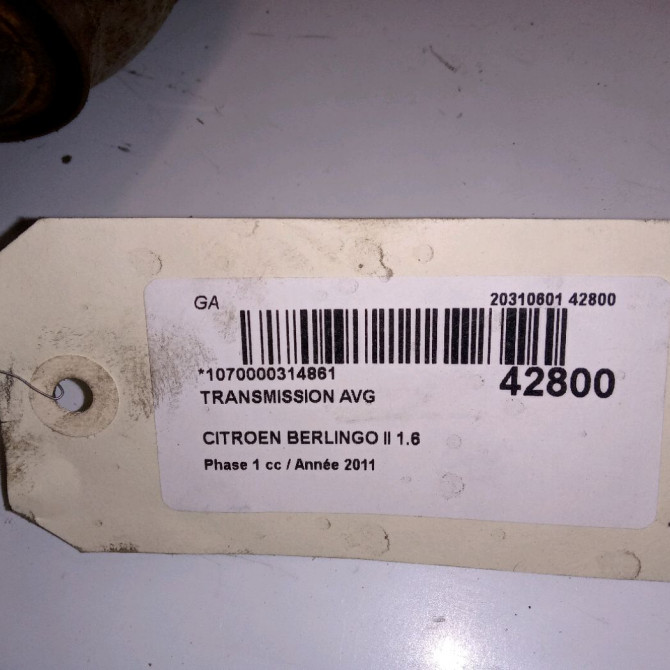 GA 20310601 42800
*1070000314861
42800
TRANSMISSION AVG
CITROEN BERLINGO II 1.6
Phase 1 cc / Année 2011